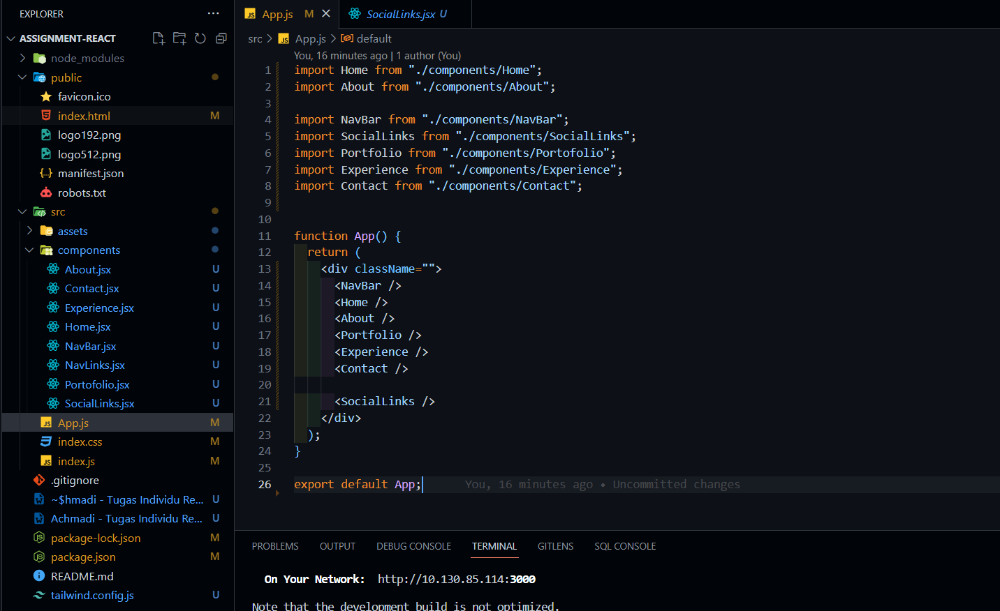 EXPLORER ...
ASSIGNMENT-REACT
node_modules
public
favicon.ico
index.html M
logo192.png
logo512.png
manifest.json
robots.txt
src
assets
components
About.jsx U
Contact.jsx U
Experience.jsx U
Home.jsx U
NavBar.jsx U
NavLinks.jsx U
Portofolio.jsx U
SocialLinks.jsx U
App.js M
index.css M
index.js M
.gitignore
~$hmadi - Tugas Individu Re... U
Achmadi - Tugas Individu Re... U
package-lock.json M
package.json M
README.md
tailwind.config.js U
JS App.js M × SocialLinks.jsx U
src > JS App.js > default
You, 16 minutes ago | 1 author (You)
1 import Home from "./components/Home";
2 import About from "./components/About";
3
4 import NavBar from "./components/NavBar";
5 import SocialLinks from "./components/SocialLinks";
6 import Portfolio from "./components/Portofolio";
7 import Experience from "./components/Experience";
8 import Contact from "./components/Contact";
9
10
11 function App() {
12 return (
13 <div className="">
14 <NavBar />
15 <Home />
16 <About />
17 <Portfolio />
18 <Experience />
19 <Contact />
20
21 <SocialLinks />
22 </div>
23 );
24 }
25
26 export default App; You, 16 minutes ago • Uncommitted changes
PROBLEMS OUTPUT DEBUG CONSOLE TERMINAL GITLENS SQL CONSOLE
On Your Network: http://10.130.85.114:3000
Note that the development build is not optimized.